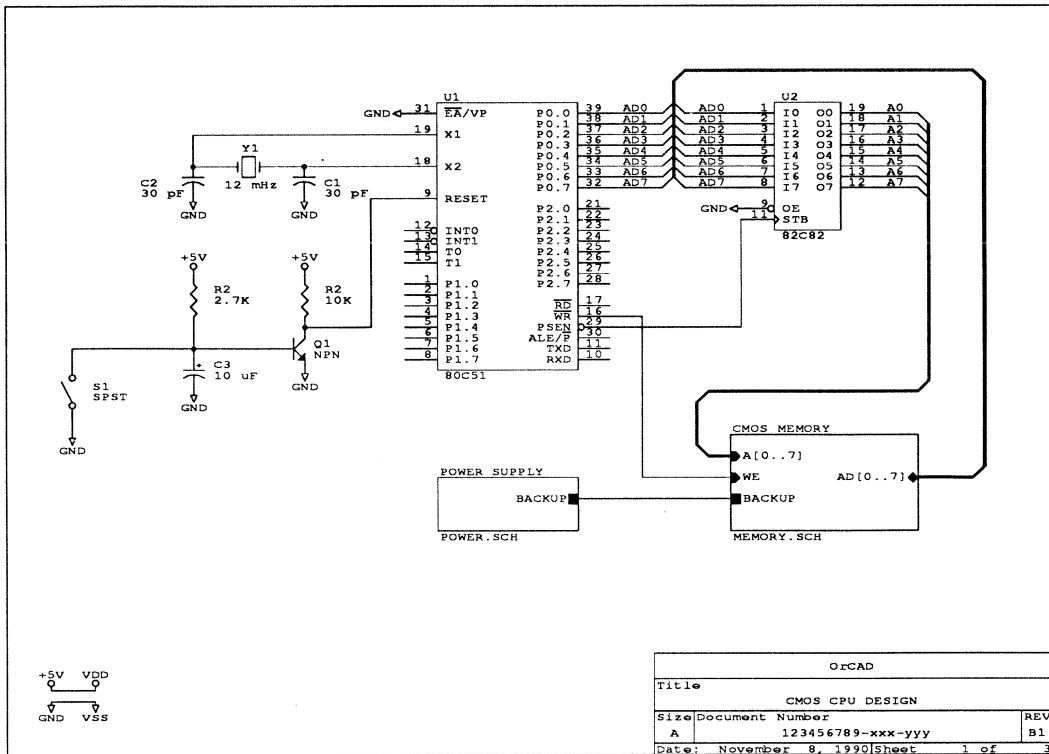 U1
31 EA/VP P0.0 39 AD0 AD0
P0.1 38 AD1 AD1
19 X1 P0.2 37 AD2 AD2
P0.3 36 AD3 AD3
P0.4 35 AD4 AD4
18 X2 P0.5 34 AD5 AD5
P0.6 33 AD6 AD6
P0.7 32 AD7 AD7
9 RESET
P2.0 21
P2.1 22
12 INT0 P2.2 23
13 INT1 P2.3 24
14 T0 P2.4 25
15 T1 P2.5 26
P2.6 27
1 P1.0 P2.7 28
2 P1.1
3 P1.2 RD 17
4 P1.3 WR 16
5 P1.4 PSEN 29
6 P1.5 ALE/P 30
7 P1.6 TXD 11
8 P1.7 RXD 10
80C51
GND
U2
1 I0 O0 19 A0
2 I1 O1 18 A1
3 I2 O2 17 A2
4 I3 O3 16 A3
5 I4 O4 15 A4
6 I5 O5 14 A5
7 I6 O6 13 A6
8 I7 O7 12 A7
GND 9 OE
11 STB
82C82
Y1
12 mHz
C2
30 pF
GND
C1
30 pF
GND
+5V
R2
2.7K
+5V
R2
10K
Q1
NPN
GND
C3
+
10 uF
GND
S1
SPST
GND
CMOS MEMORY
A[0..7]
WE AD[0..7]
BACKUP
MEMORY.SCH
POWER SUPPLY
BACKUP
POWER.SCH
+5V VDD
GND VSS
OrCAD
Title
CMOS CPU DESIGN
Size Document Number REV
A 123456789-xxx-yyy B1
Date: November 8, 1990 Sheet 1 of 3